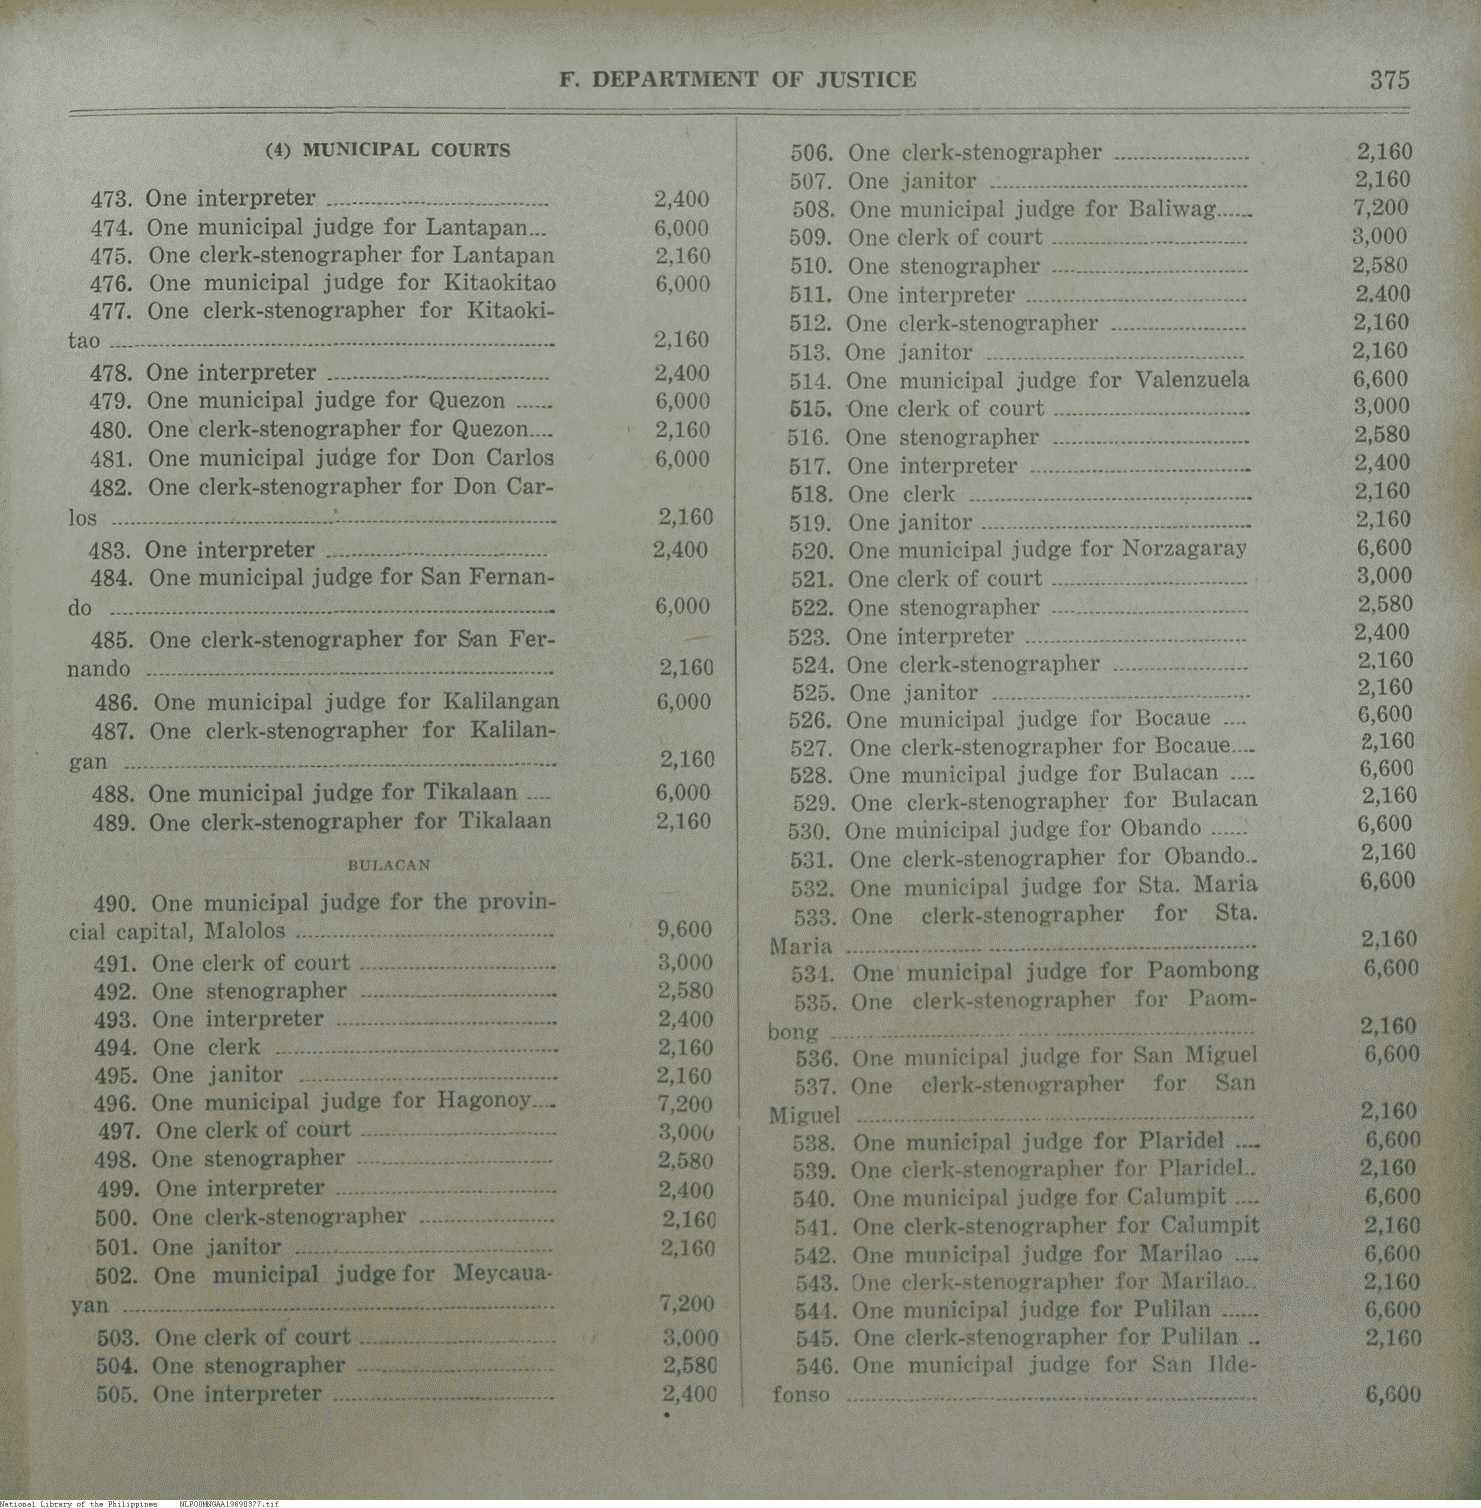 F. DEPARTMENT OF JUSTICE 375
(4) MUNICIPAL COURTS
473. One interpreter 2,400
474. One municipal judge for Lantapan 6,000
475. One clerk-stenographer for Lantapan 2,160
476. One municipal judge for Kitaokitao 6,000
477. One clerk-stenographer for Kitaoki-
tao 2,160
478. One interpreter 2,400
479. One municipal judge for Quezon 6,000
480. One clerk-stenographer for Quezon 2,160
481. One municipal judge for Don Carlos 6,000
482. One clerk-stenographer for Don Car-
los 2,160
483. One interpreter 2,400
484. One municipal judge for San Fernan-
do 6,000
485. One clerk-stenographer for San Fer-
nando 2,160
486. One municipal judge for Kalilangan 6,000
487. One clerk-stenographer for Kalilan-
gan 2,160
488. One municipal judge for Tikalaan 6,000
489. One clerk-stenographer for Tikalaan 2,160
BULACAN
490. One municipal judge for the provin-
cial capital, Malolos 9,600
491. One clerk of court 3,000
492. One stenographer 2,580
493. One interpreter 2,400
494. One clerk 2,160
495. One janitor 2,160
496. One municipal judge for Hagonoy 7,200
497. One clerk of court 3,000
498. One stenographer 2,580
499. One interpreter 2,400
500. One clerk-stenographer 2,160
501. One janitor 2,160
502. One municipal judge for Meycaua-
yan 7,200
503. One clerk of court 3,000
504. One stenographer 2,580
505. One interpreter 2,400
506. One clerk-stenographer 2,160
507. One janitor 2,160
508. One municipal judge for Baliwag 7,200
509. One clerk of court 3,000
510. One stenographer 2,580
511. One interpreter 2.400
512. One clerk-stenographer 2,160
513. One janitor 2,160
514. One municipal judge for Valenzuela 6,600
515. One clerk of court 3,000
516. One stenographer 2,580
517. One interpreter 2,400
518. One clerk 2,160
519. One janitor 2,160
520. One municipal judge for Norzagaray 6,600
521. One clerk of court 3,000
522. One stenographer 2,580
523. One interpreter 2,400
524. One clerk-stenographer 2,160
525. One janitor 2,160
526. One municipal judge for Bocaue 6,600
527. One clerk-stenographer for Bocaue 2,160
528. One municipal judge for Bulacan 6,600
529. One clerk-stenographer for Bulacan 2,160
530. One municipal judge for Obando 6,600
531. One clerk-stenographer for Obando 2,160
532. One municipal judge for Sta. Maria 6,600
533. One clerk-stenographer for Sta.
Maria 2,160
534. One municipal judge for Paombong 6,600
535. One clerk-stenographer for Paom-
bong 2,160
536. One municipal judge for San Miguel 6,600
537. One clerk-stenographer for San
Miguel 2,160
538. One municipal judge for Plaridel 6,600
539. One clerk-stenographer for Plaridel 2,160
540. One municipal judge for Calumpit 6,600
541. One clerk-stenographer for Calumpit 2,160
542. One municipal judge for Marilao 6,600
543. One clerk-stenographer for Marilao 2,160
544. One municipal judge for Pulilan 6,600
545. One clerk-stenographer for Pulilan 2,160
546. One municipal judge for San Ilde-
fonso 6,600
National Library of the Philippines NLPO0MNGAA19690377.tif